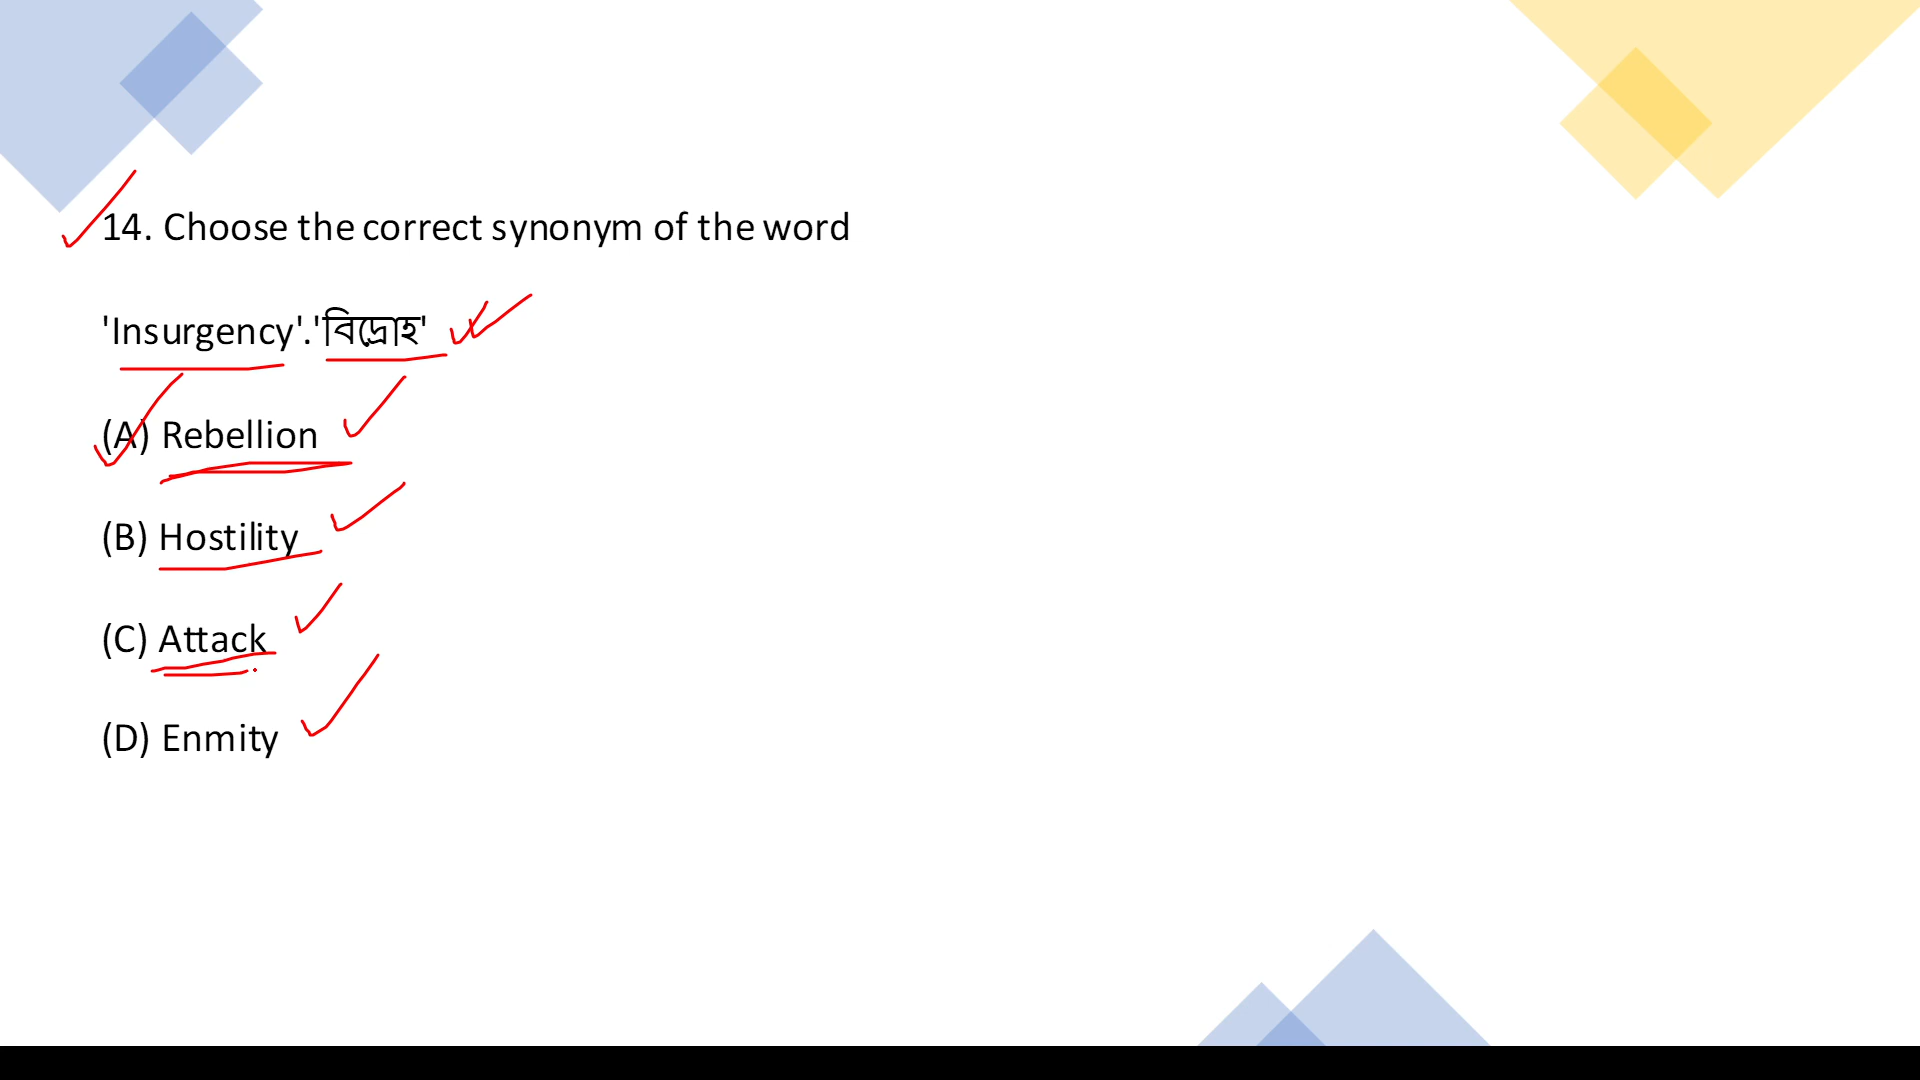 14. Choose the correct synonym of the word
'Insurgency'.'বিদ্রোহ'
(A) Rebellion
(B) Hostility
(C) Attack
(D) Enmity